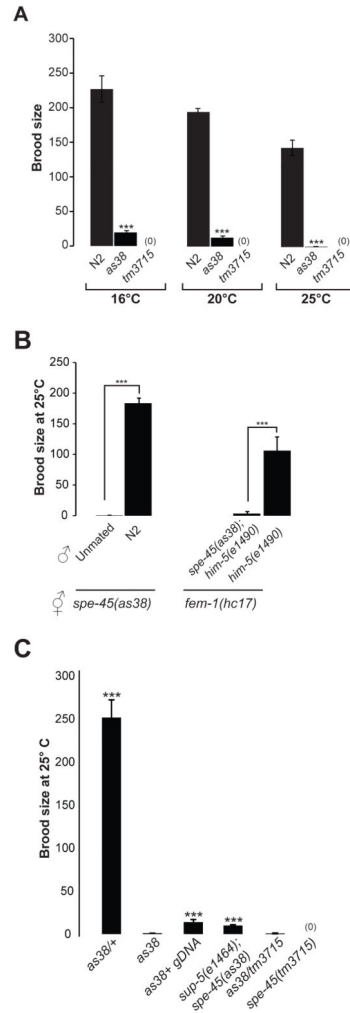 A
Brood size
300
250
200
150
100
50
0
*** (0) *** (0) *** (0)
N2 as38 tm3715 N2 as38 tm3715 N2 as38 tm3715
16°C 20°C 25°C
B
Brood size at 25°C
250
200
150
100
50
0
*** ***
♂ Unmated N2 spe-45(as38); him-5(e1490) him-5(e1490)
⚥ spe-45(as38) fem-1(hc17)
C
Brood size at 25° C
300
250
200
150
100
50
0
*** *** *** (0)
as38/+ as38 as38+ gDNA sup-5(e1464); spe-45(as38) as38/tm3715 spe-45(tm3715)